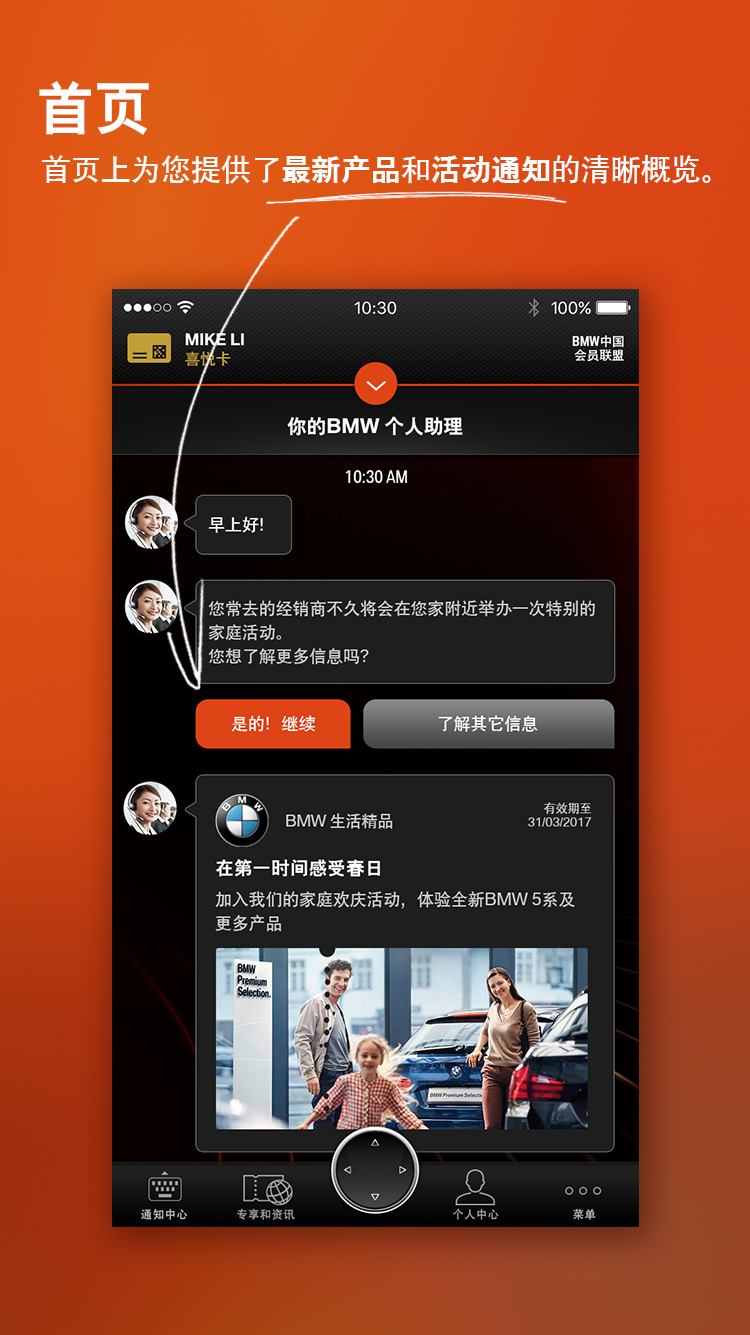 首页
首页上为您提供了最新产品和活动通知的清晰概览。
10:30
100%
MIKE LI
喜悦卡
BMW中国
会员联盟
你的BMW 个人助理
10:30 AM
早上好!
您常去的经销商不久将会在您家附近举办一次特别的
家庭活动。
您想了解更多信息吗?
是的! 继续
了解其它信息
BMW
BMW 生活精品
有效期至
31/03/2017
在第一时间感受春日
加入我们的家庭欢庆活动，体验全新BMW 5系及
更多产品
BMW
Premium
Selection.
BMW Premium Selection
通知中心
专享和资讯
个人中心
菜单